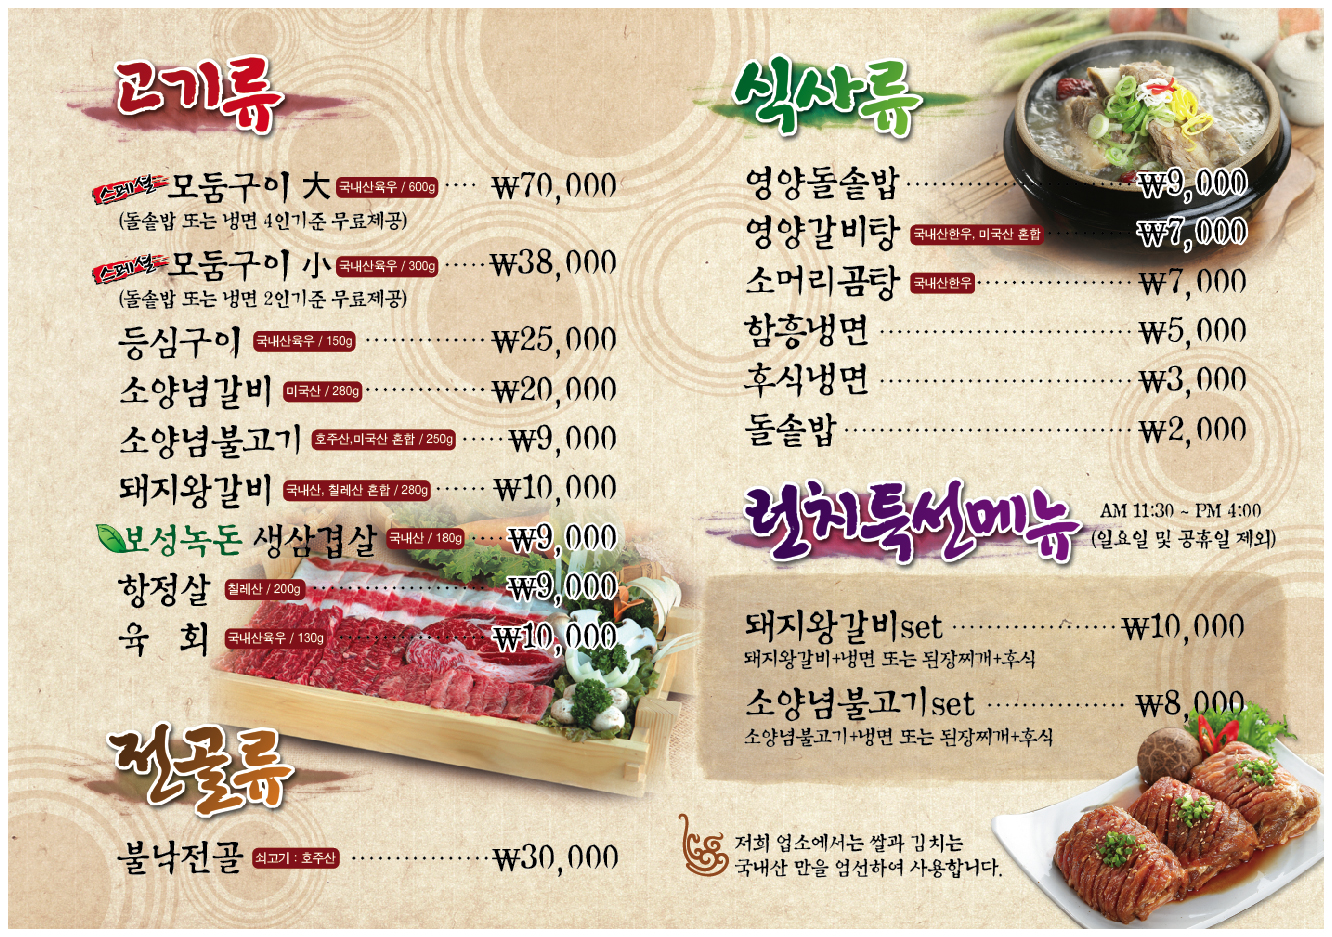 고기류
스페셜 모둠구이 大 국내산육우 / 600g ···· ₩70,000
(돌솥밥 또는 냉면 4인기준 무료제공)
스페셜 모둠구이 小 국내산육우 / 300g ····· ₩38,000
(돌솥밥 또는 냉면 2인기준 무료제공)
등심구이 국내산육우 / 150g ············· ₩25,000
소양념갈비 미국산 / 280g ············· ₩20,000
소양념불고기 호주산,미국산 혼합 / 250g ····· ₩9,000
돼지왕갈비 국내산, 칠레산 혼합 / 280g ······ ₩10,000
보성녹돈 생삼겹살 국내산 / 180g ····· ₩9,000
항정살 칠레산 / 200g ····················· ₩9,000
육 회 국내산육우 / 130g ················· ₩10,000
전골류
불낙전골 쇠고기 : 호주산 ··············· ₩30,000
식사류
영양돌솥밥 ························ ₩9,000
영양갈비탕 국내산한우, 미국산 혼합 ·········· ₩7,000
소머리곰탕 국내산한우 ················· ₩7,000
함흥냉면 ··························· ₩5,000
후식냉면 ··························· ₩3,000
돌솥밥 ······························ ₩2,000
런치특선메뉴
AM 11:30 ~ PM 4:00
(일요일 및 공휴일 제외)
돼지왕갈비set ·················· ₩10,000
돼지왕갈비+냉면 또는 된장찌개+후식
소양념불고기set ················ ₩8,000
소양념불고기+냉면 또는 된장찌개+후식
저희 업소에서는 쌀과 김치는
국내산 만을 엄선하여 사용합니다.